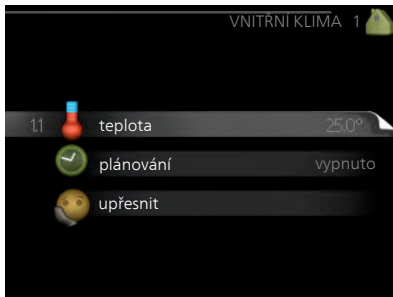 VNITŘNÍ KLIMA 1
1.1 teplota 25.0°
plánování vypnuto
upřesnit